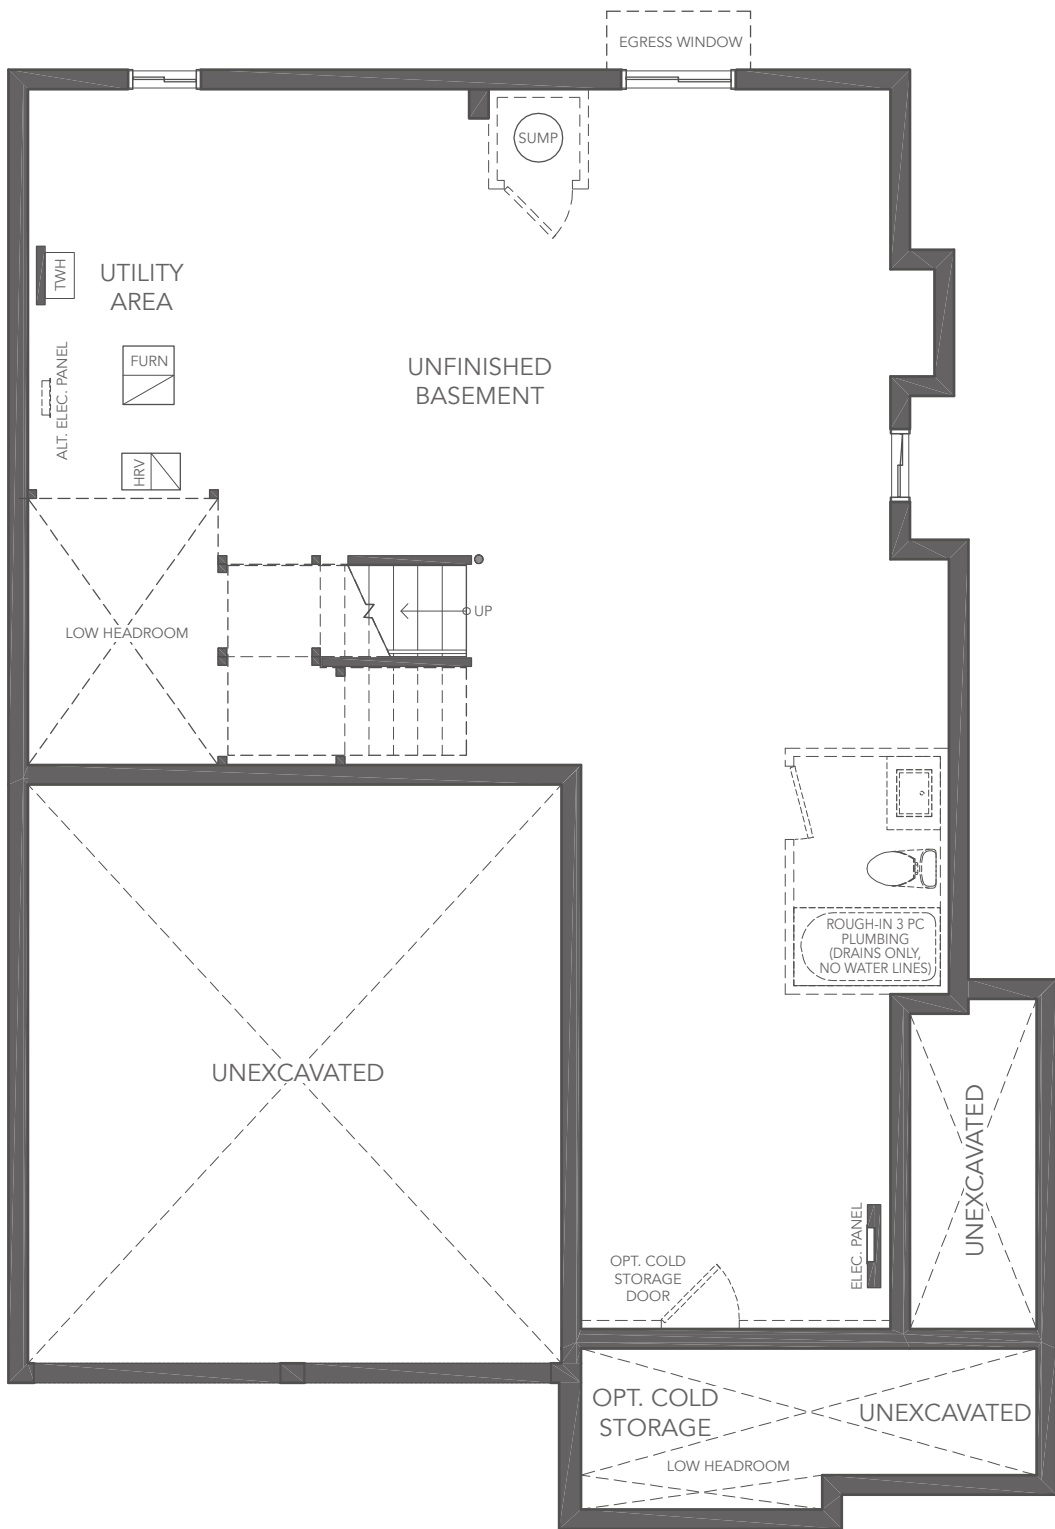 EGRESS WINDOW
SUMP
TWH
UTILITY
AREA
FURN
UNFINISHED
BASEMENT
ALT. ELEC. PANEL
HRV
UP
LOW HEADROOM
ROUGH-IN 3 PC
PLUMBING
(DRAINS ONLY,
NO WATER LINES)
UNEXCAVATED
UNEXCAVATED
ELEC. PANEL
OPT. COLD
STORAGE
DOOR
OPT. COLD
STORAGE
UNEXCAVATED
LOW HEADROOM